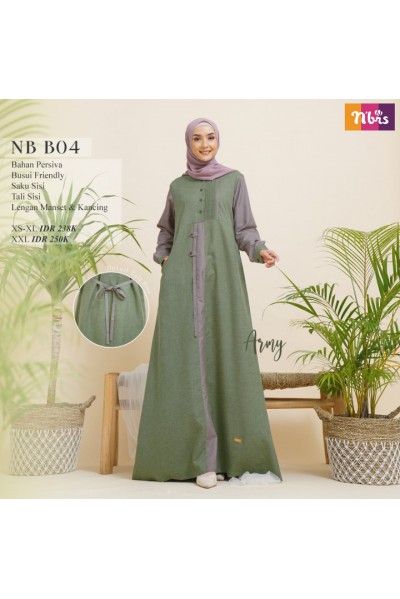 Nbrs
NB B04
Bahan Persiva
Busui Friendly
Saku Sisi
Tali Sisi
Lengan Manset & Kancing
XS-XL IDR 238K
XXL IDR 250K
Army